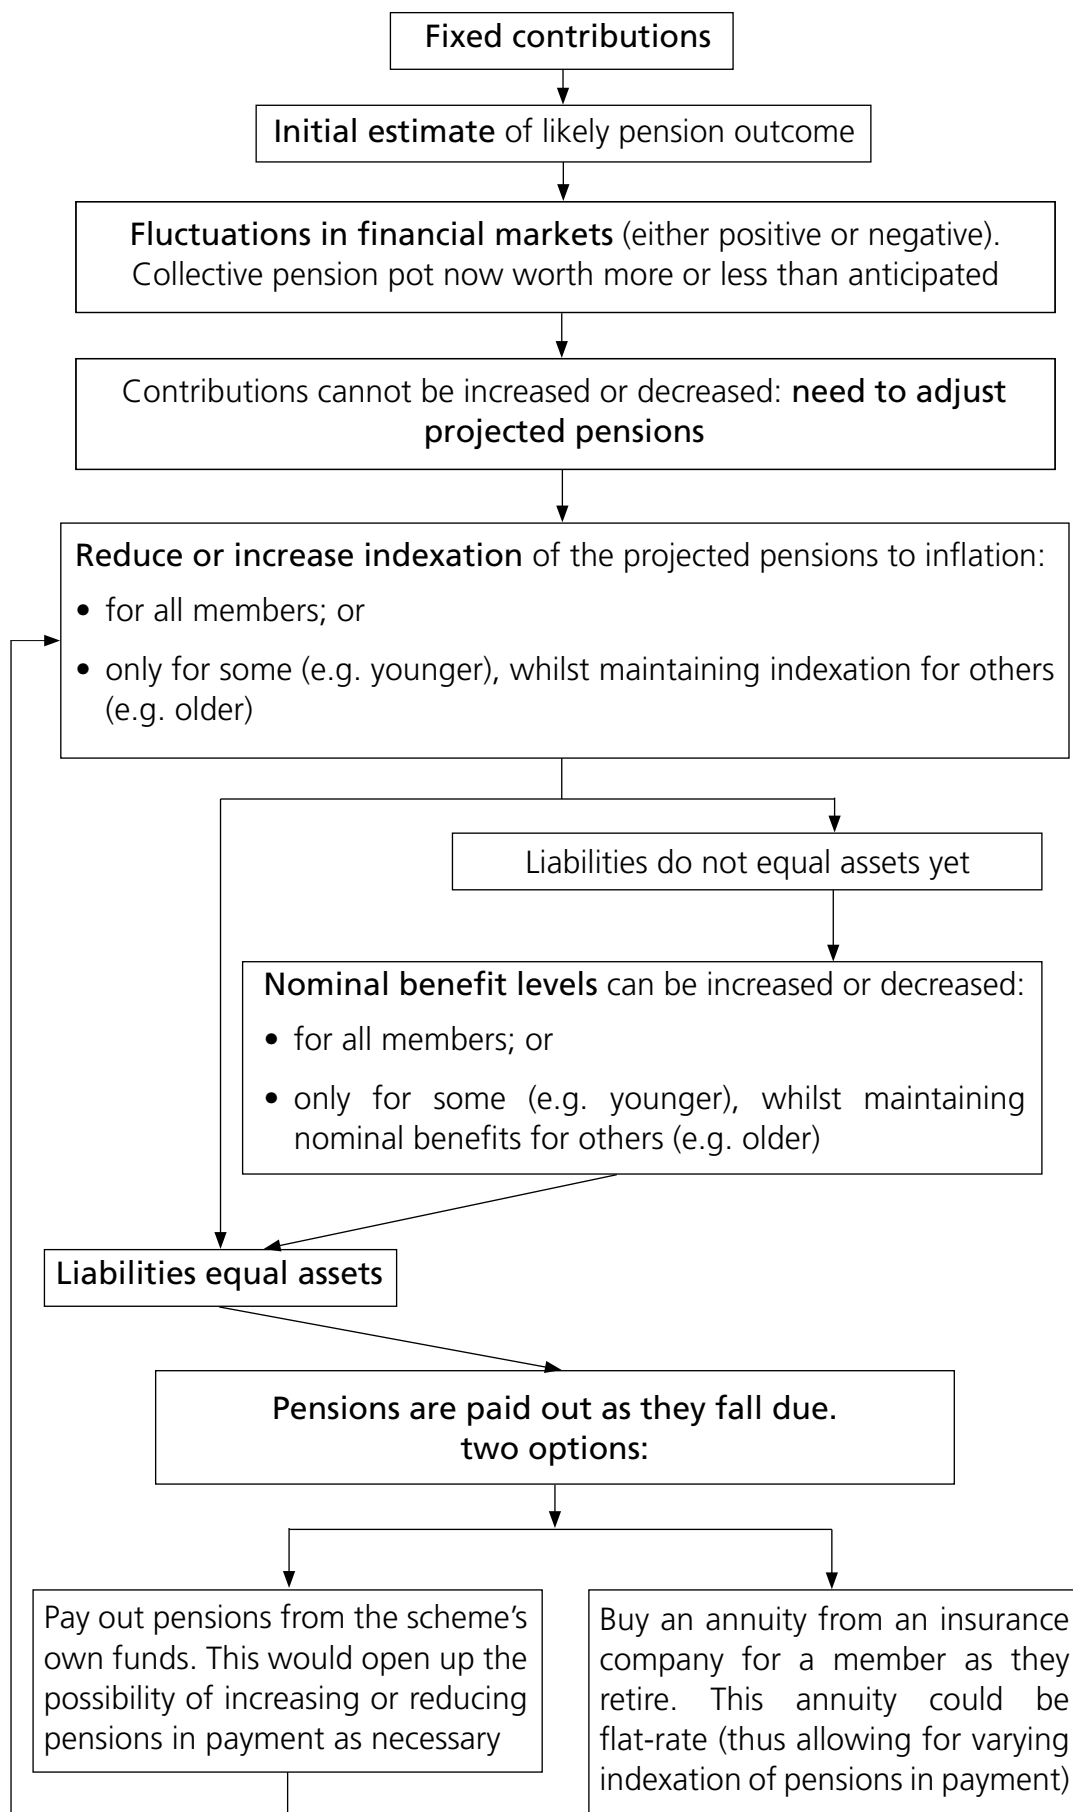 Fixed contributions
Initial estimate of likely pension outcome
Fluctuations in financial markets (either positive or negative).
Collective pension pot now worth more or less than anticipated
Contributions cannot be increased or decreased: need to adjust
projected pensions
Reduce or increase indexation of the projected pensions to inflation:
• for all members; or
• only for some (e.g. younger), whilst maintaining indexation for others
(e.g. older)
Liabilities do not equal assets yet
Nominal benefit levels can be increased or decreased:
• for all members; or
• only for some (e.g. younger), whilst maintaining
nominal benefits for others (e.g. older)
Liabilities equal assets
Pensions are paid out as they fall due.
two options:
Pay out pensions from the scheme's
own funds. This would open up the
possibility of increasing or reducing
pensions in payment as necessary
Buy an annuity from an insurance
company for a member as they
retire. This annuity could be
flat-rate (thus allowing for varying
indexation of pensions in payment)